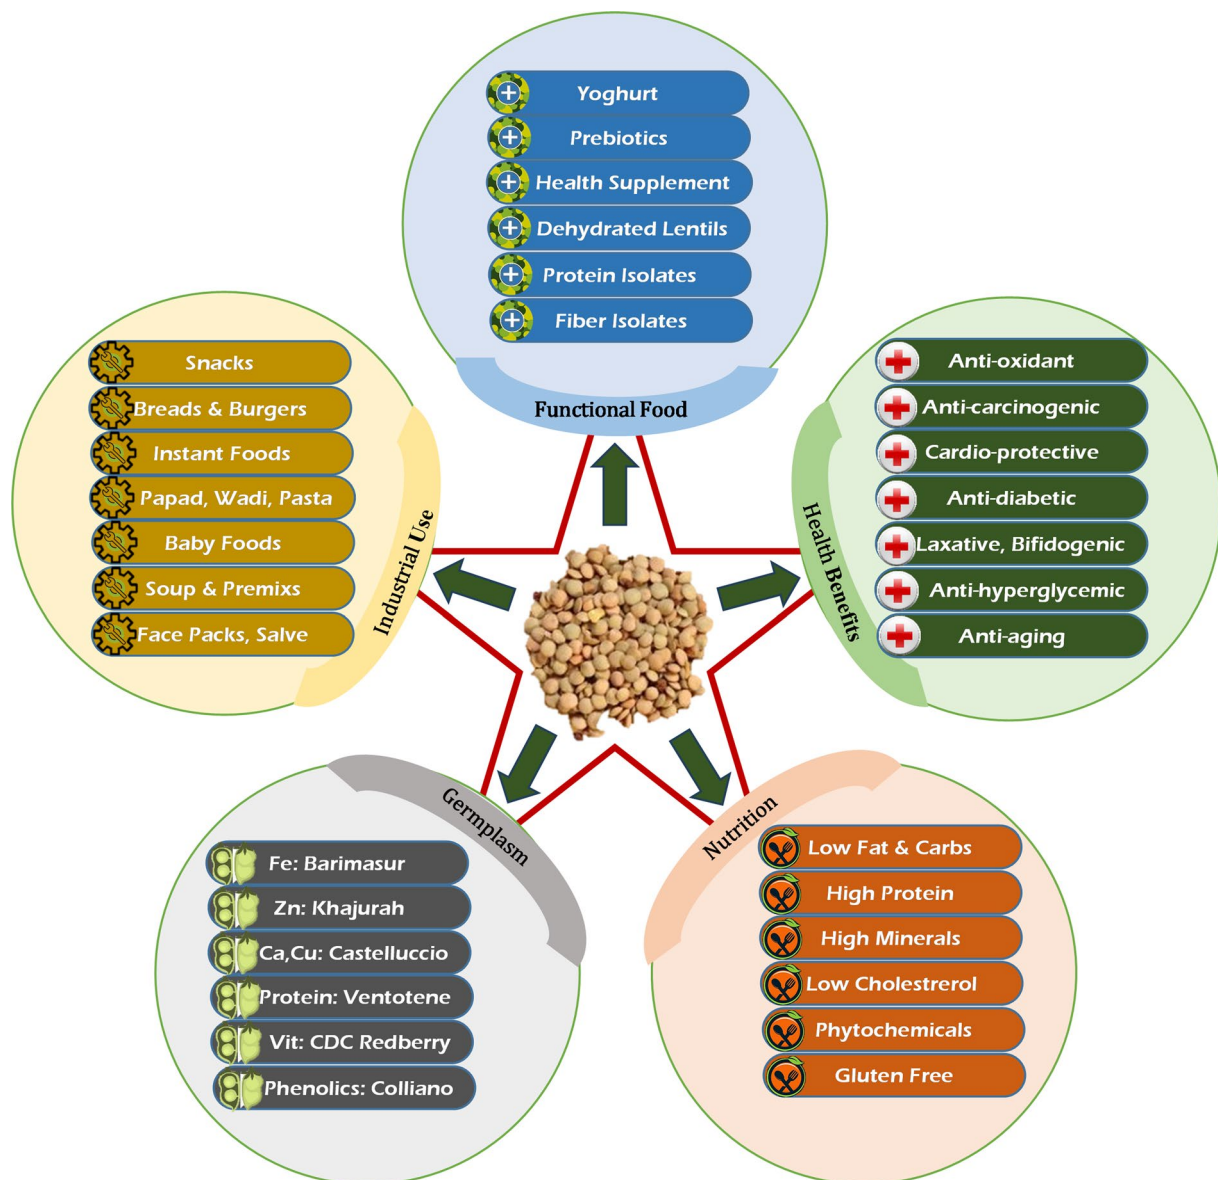 Yoghurt
Prebiotics
Health Supplement
Dehydrated Lentils
Protein Isolates
Fiber Isolates
Functional Food
Snacks
Breads & Burgers
Instant Foods
Papad, Wadi, Pasta
Baby Foods
Soup & Premixs
Face Packs, Salve
Industrial Use
Anti-oxidant
Anti-carcinogenic
Cardio-protective
Anti-diabetic
Laxative, Bifidogenic
Anti-hyperglycemic
Anti-aging
Health Benefits
Germplasm
Fe: Barimasur
Zn: Khajurah
Ca,Cu: Castelluccio
Protein: Ventotene
Vit: CDC Redberry
Phenolics: Colliano
Nutrition
Low Fat & Carbs
High Protein
High Minerals
Low Cholestrerol
Phytochemicals
Gluten Free